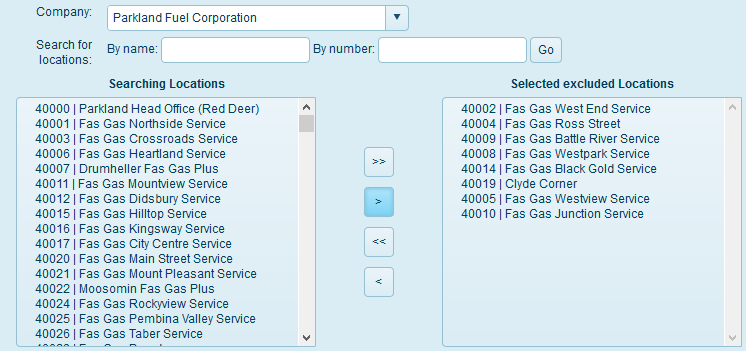 Company: Parkland Fuel Corporation ▼
Search for locations: By name: By number: Go
Searching Locations
40000 | Parkland Head Office (Red Deer)
40001 | Fas Gas Northside Service
40003 | Fas Gas Crossroads Service
40006 | Fas Gas Heartland Service
40007 | Drumheller Fas Gas Plus
40011 | Fas Gas Mountview Service
40012 | Fas Gas Didsbury Service
40015 | Fas Gas Hilltop Service
40016 | Fas Gas Kingsway Service
40017 | Fas Gas City Centre Service
40020 | Fas Gas Main Street Service
40021 | Fas Gas Mount Pleasant Service
40022 | Moosomin Fas Gas Plus
40024 | Fas Gas Rockyview Service
40025 | Fas Gas Pembina Valley Service
40026 | Fas Gas Taber Service
>>
>
<<
<
Selected excluded Locations
40002 | Fas Gas West End Service
40004 | Fas Gas Ross Street
40009 | Fas Gas Battle River Service
40008 | Fas Gas Westpark Service
40014 | Fas Gas Black Gold Service
40019 | Clyde Corner
40005 | Fas Gas Westview Service
40010 | Fas Gas Junction Service